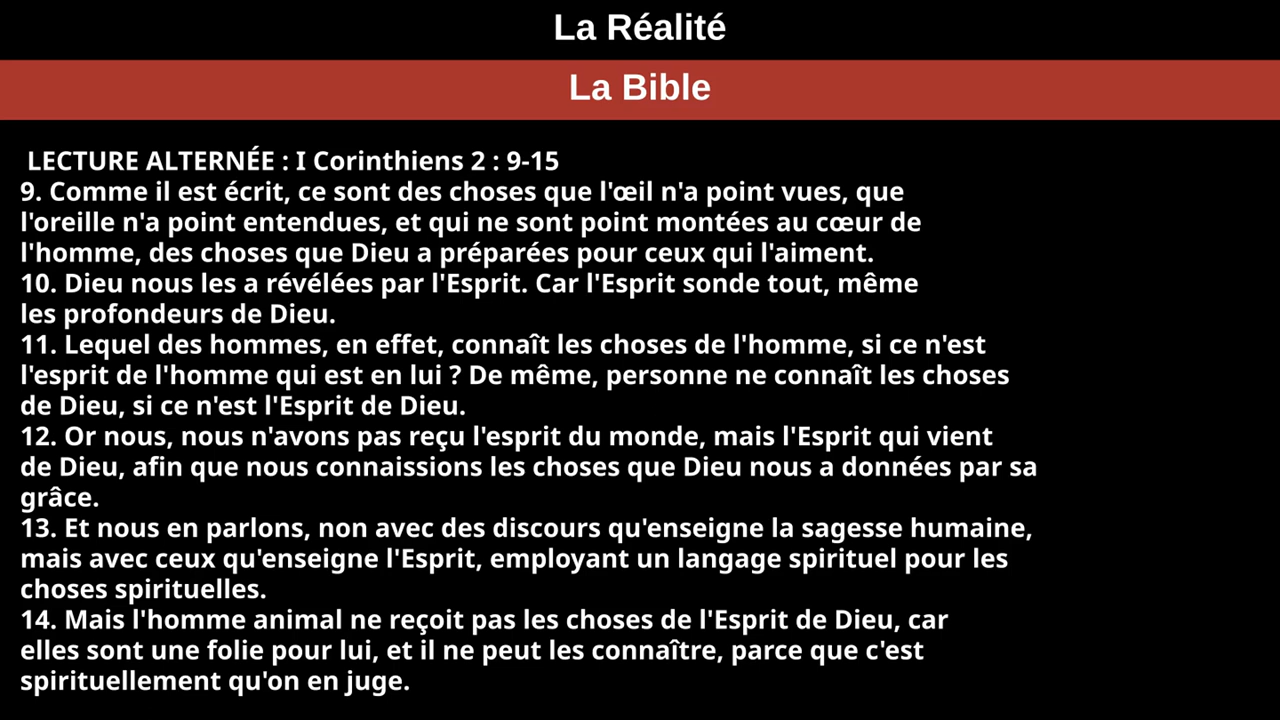 La Réalité
La Bible
LECTURE ALTERNÉE : I Corinthiens 2 : 9-15
9. Comme il est écrit, ce sont des choses que l'œil n'a point vues, que
l'oreille n'a point entendues, et qui ne sont point montées au cœur de
l'homme, des choses que Dieu a préparées pour ceux qui l'aiment.
10. Dieu nous les a révélées par l'Esprit. Car l'Esprit sonde tout, même
les profondeurs de Dieu.
11. Lequel des hommes, en effet, connaît les choses de l'homme, si ce n'est
l'esprit de l'homme qui est en lui ? De même, personne ne connaît les choses
de Dieu, si ce n'est l'Esprit de Dieu.
12. Or nous, nous n'avons pas reçu l'esprit du monde, mais l'Esprit qui vient
de Dieu, afin que nous connaissions les choses que Dieu nous a données par sa
grâce.
13. Et nous en parlons, non avec des discours qu'enseigne la sagesse humaine,
mais avec ceux qu'enseigne l'Esprit, employant un langage spirituel pour les
choses spirituelles.
14. Mais l'homme animal ne reçoit pas les choses de l'Esprit de Dieu, car
elles sont une folie pour lui, et il ne peut les connaître, parce que c'est
spirituellement qu'on en juge.